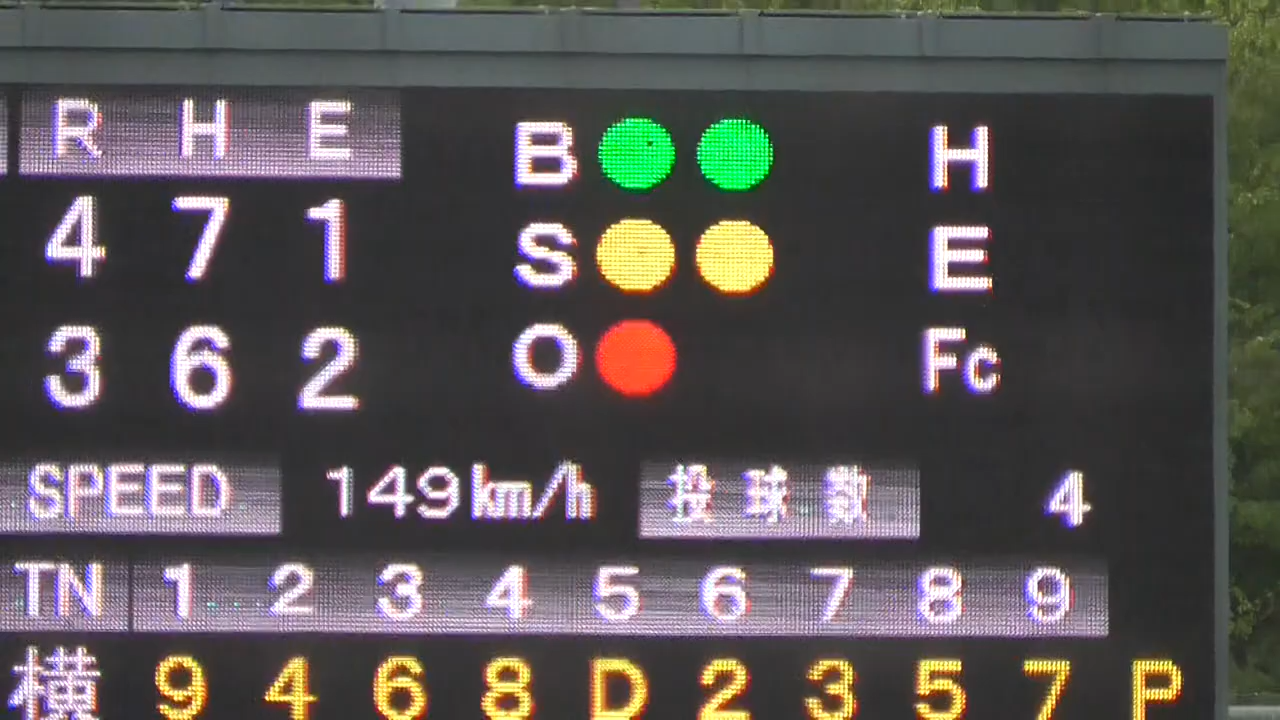 R H E B H
4 7 1 S E
3 6 2 O Fc
SPEED 149km/h 投球数 4
TN 1 2 3 4 5 6 7 8 9
横 9 4 6 8 D 2 3 5 7 P